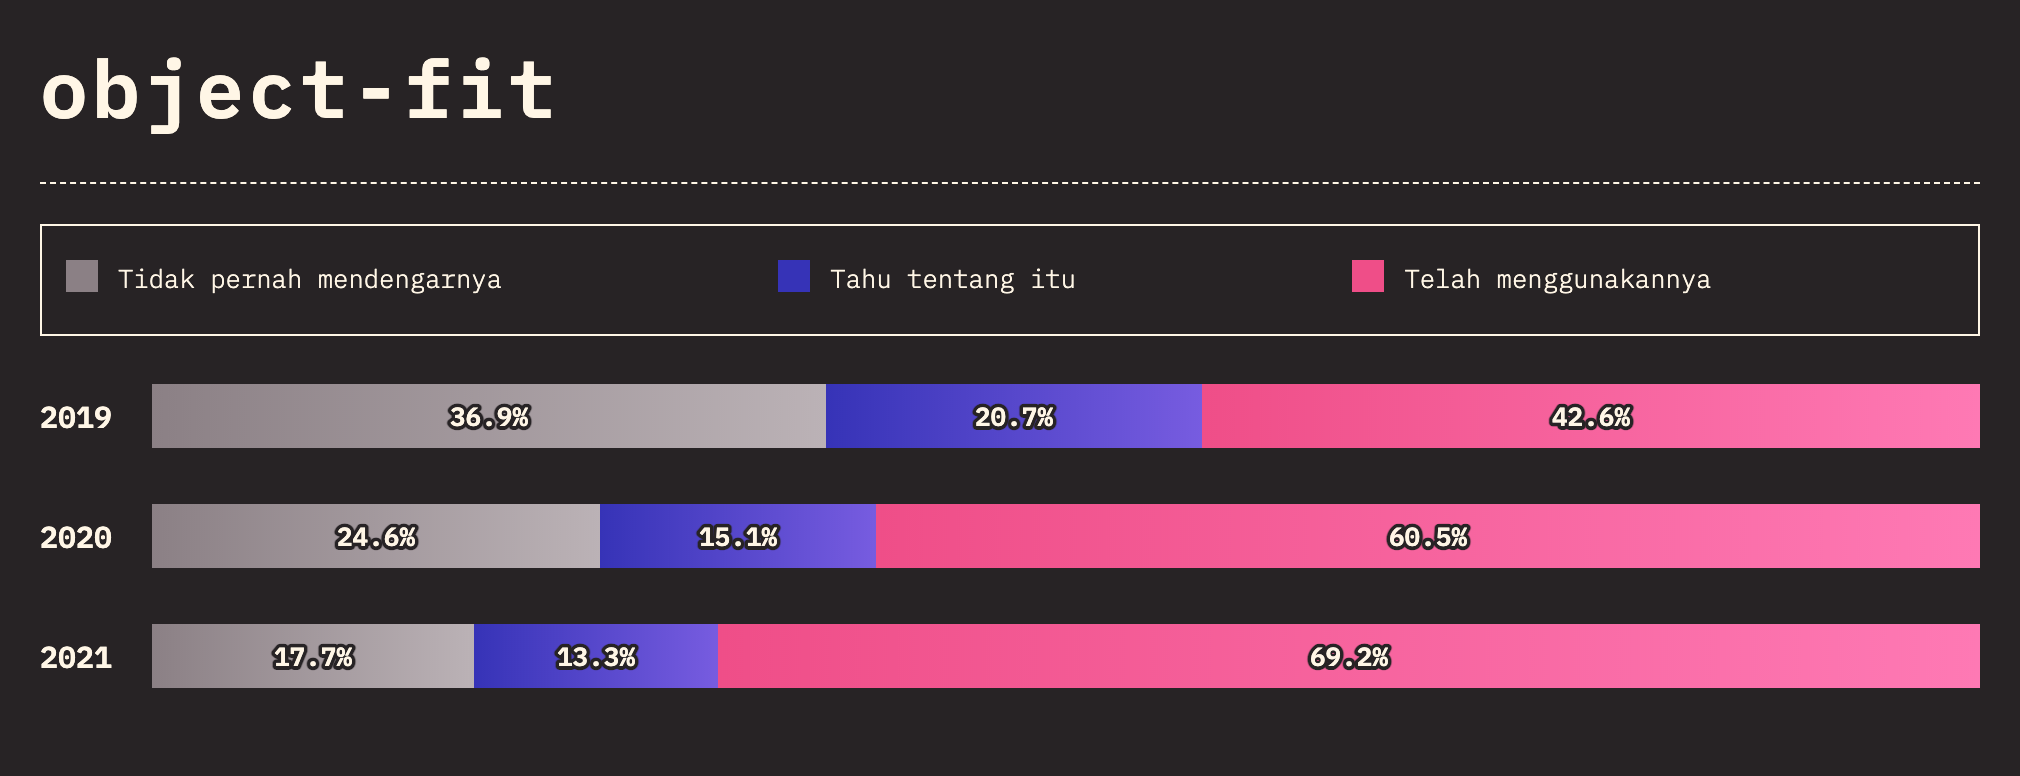 object-fit
Tidak pernah mendengarnya Tahu tentang itu Telah menggunakannya
2019 36.9% 20.7% 42.6%
2020 24.6% 15.1% 60.5%
2021 17.7% 13.3% 69.2%